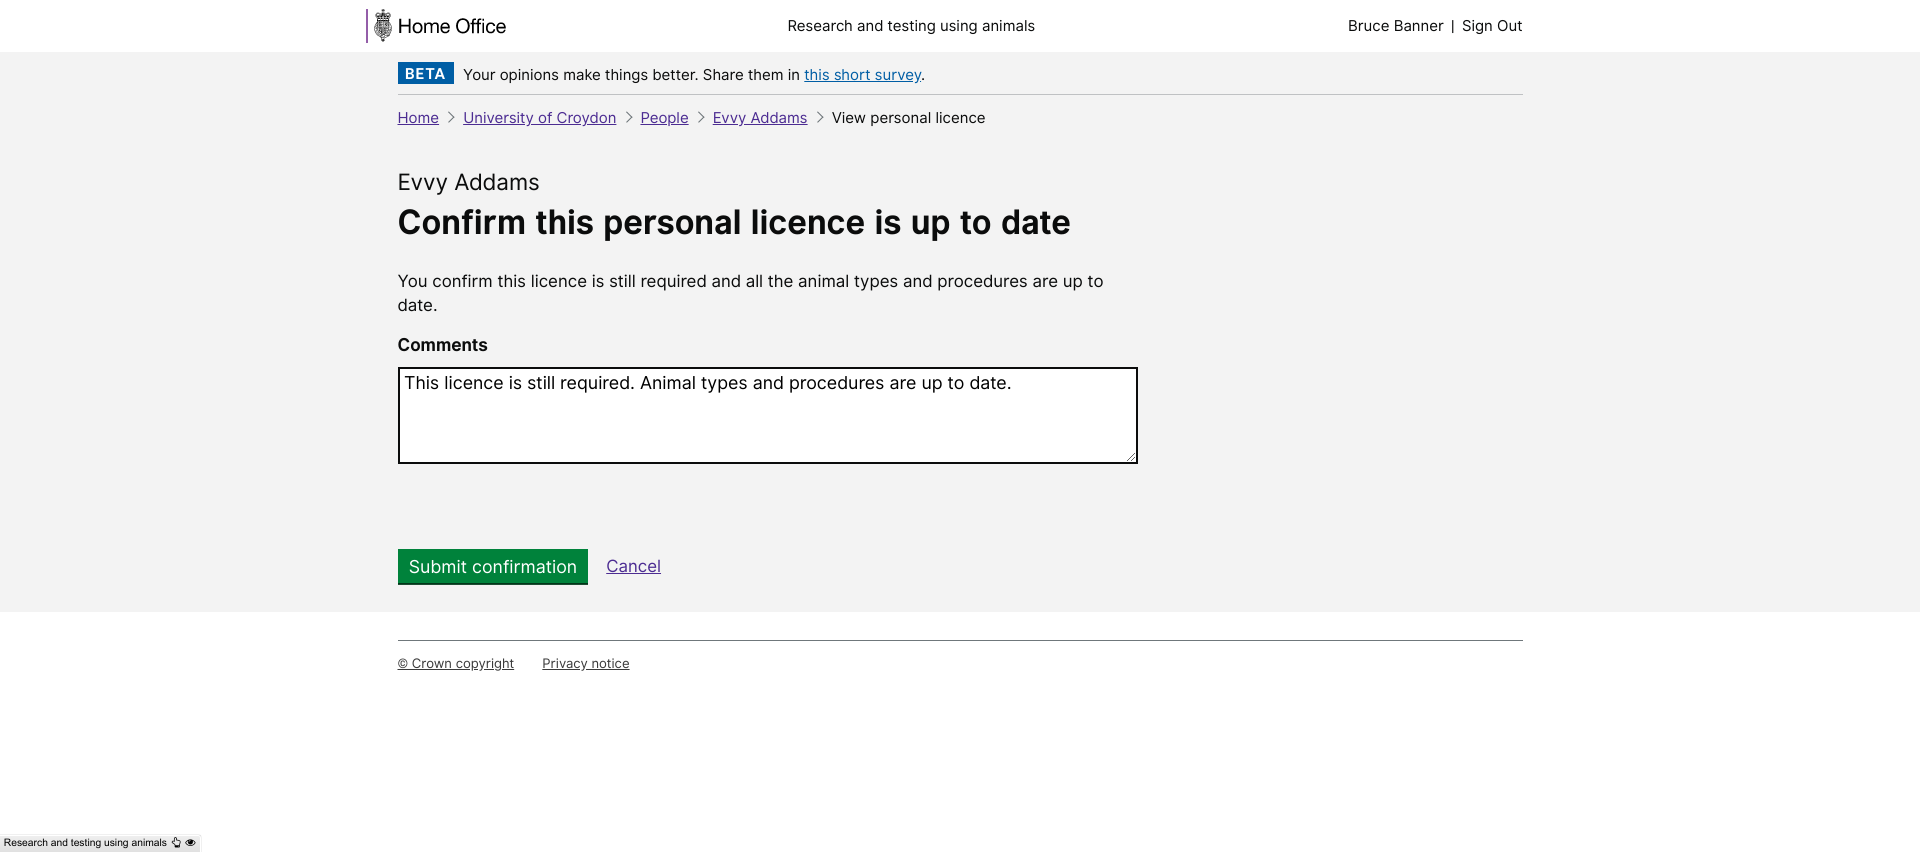 Home Office
Research and testing using animals
Bruce Banner | Sign Out
BETA Your opinions make things better. Share them in this short survey.
Home > University of Croydon > People > Evvy Addams > View personal licence
Evvy Addams
Confirm this personal licence is up to date
You confirm this licence is still required and all the animal types and procedures are up to
date.
Comments
This licence is still required. Animal types and procedures are up to date.
Submit confirmation Cancel
© Crown copyright Privacy notice
Research and testing using animals